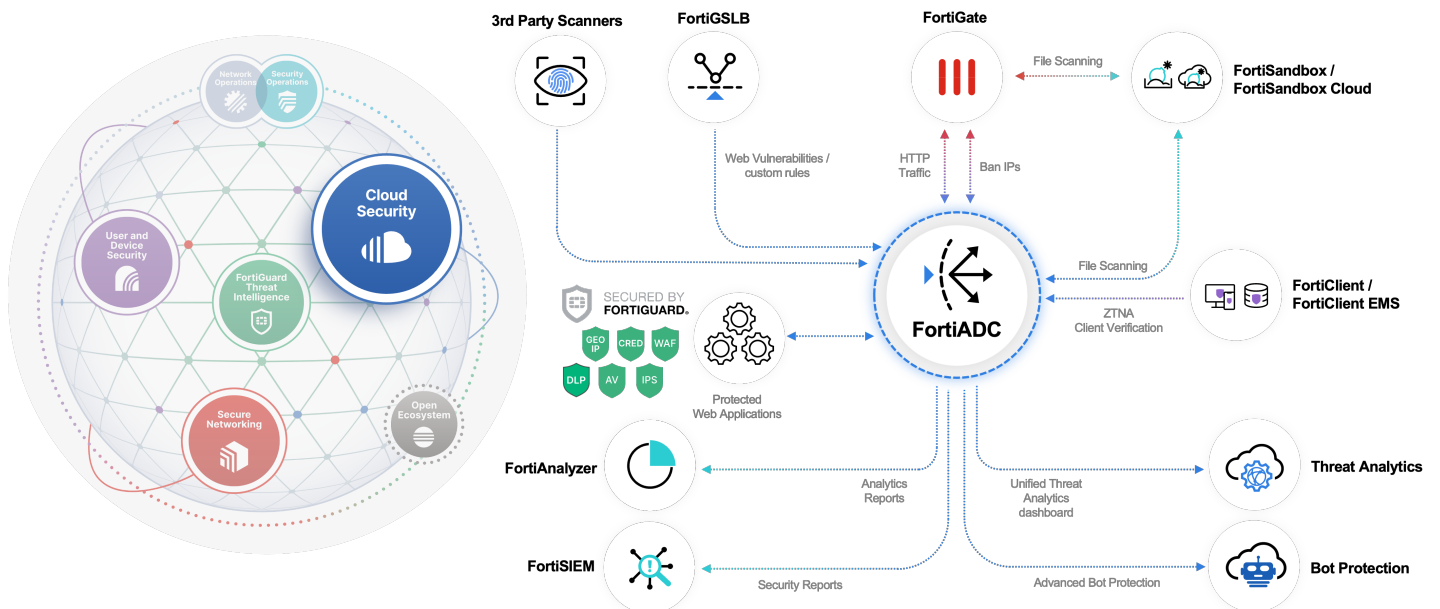 Network
Operations
Security
Operations
Cloud
Security
User and
Device
Security
FortiGuard
Threat
Intelligence
Secure
Networking
Open
Ecosystem
3rd Party Scanners
FortiGSLB
FortiGate
File Scanning
FortiSandbox /
FortiSandbox Cloud
Web Vulnerabilities /
custom rules
HTTP
Traffic
Ban IPs
File Scanning
FortiClient /
FortiClient EMS
ZTNA
Client Verification
FortiADC
SECURED BY
FORTIGUARD®
GEO
IP
CRED
WAF
DLP
AV
IPS
Protected
Web Applications
FortiAnalyzer
Analytics
Reports
Unified Threat
Analytics
dashboard
Threat Analytics
FortiSIEM
Security Reports
Advanced Bot Protection
Bot Protection